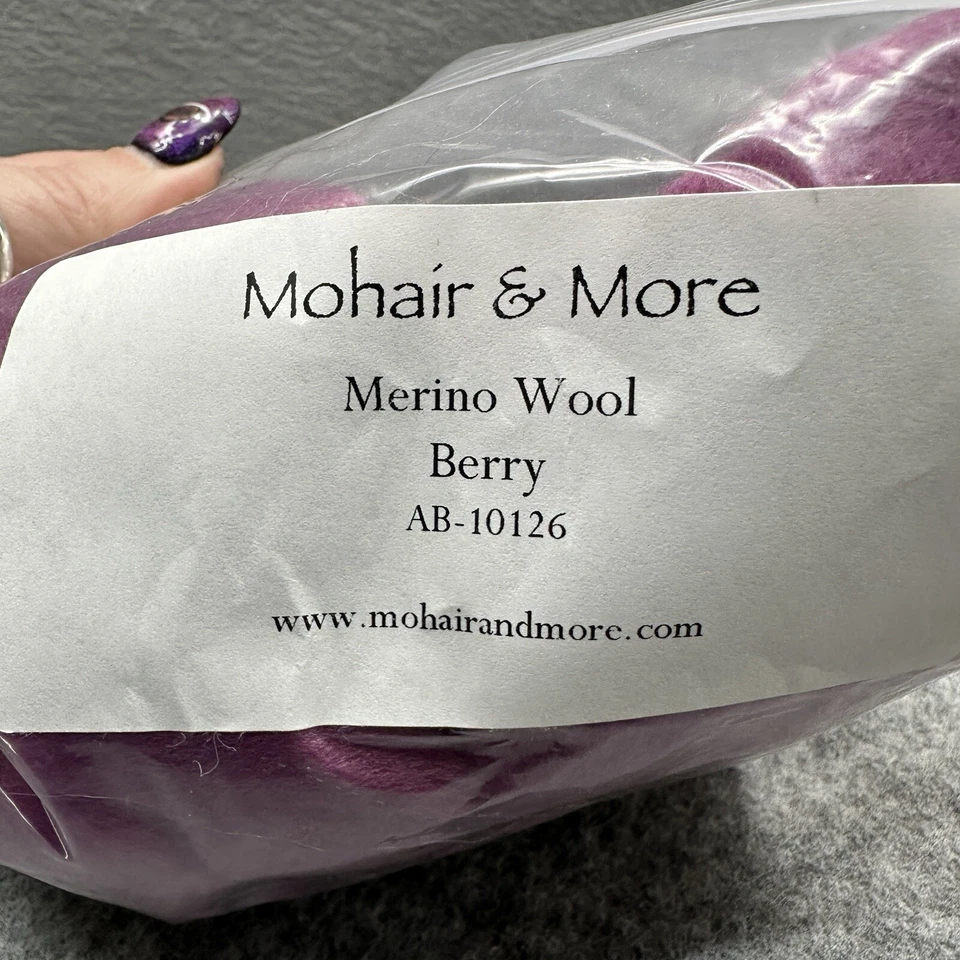 Mohair & More
Merino Wool
Berry
AB-10126
www.mohairandmore.com